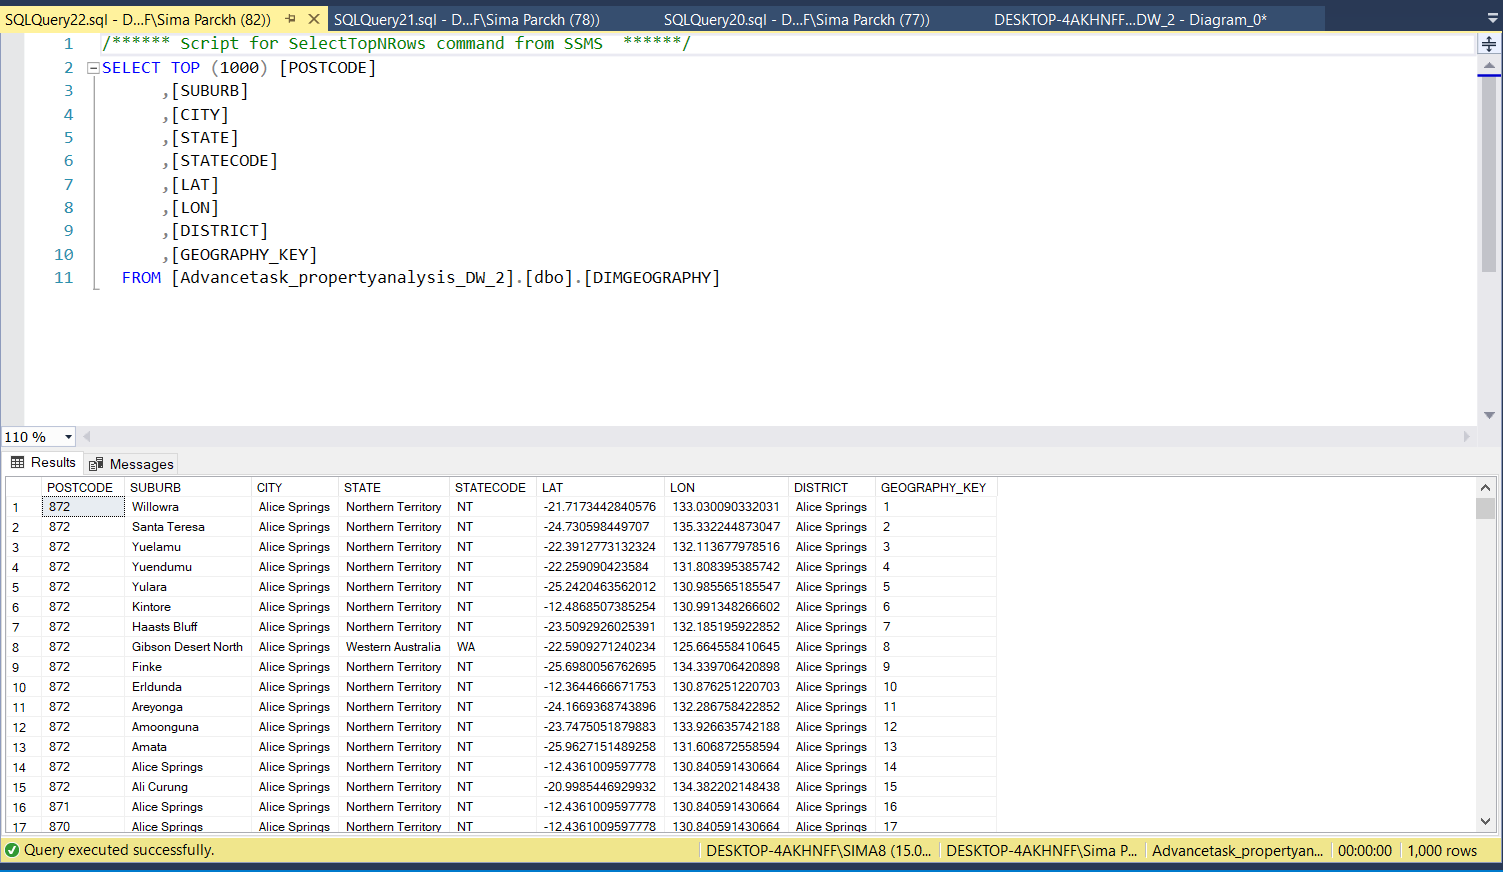 SQLQuery22.sql - D...F\Sima Parckh (82)) SQLQuery21.sql - D...F\Sima Parckh (78)) SQLQuery20.sql - D...F\Sima Parckh (77)) DESKTOP-4AKHNFF...DW_2 - Diagram_0*
1 /****** Script for SelectTopNRows command from SSMS ******/
2 SELECT TOP (1000) [POSTCODE]
3 ,[SUBURB]
4 ,[CITY]
5 ,[STATE]
6 ,[STATECODE]
7 ,[LAT]
8 ,[LON]
9 ,[DISTRICT]
10 ,[GEOGRAPHY_KEY]
11 FROM [Advancetask_propertyanalysis_DW_2].[dbo].[DIMGEOGRAPHY]
110 %
Results Messages
POSTCODE SUBURB CITY STATE STATECODE LAT LON DISTRICT GEOGRAPHY_KEY
1 872 Willowra Alice Springs Northern Territory NT -21.7173442840576 133.030090332031 Alice Springs 1
2 872 Santa Teresa Alice Springs Northern Territory NT -24.730598449707 135.332244873047 Alice Springs 2
3 872 Yuelamu Alice Springs Northern Territory NT -22.3912773132324 132.113677978516 Alice Springs 3
4 872 Yuendumu Alice Springs Northern Territory NT -22.259090423584 131.808395385742 Alice Springs 4
5 872 Yulara Alice Springs Northern Territory NT -25.2420463562012 130.985565185547 Alice Springs 5
6 872 Kintore Alice Springs Northern Territory NT -12.4868507385254 130.991348266602 Alice Springs 6
7 872 Haasts Bluff Alice Springs Northern Territory NT -23.5092926025391 132.185195922852 Alice Springs 7
8 872 Gibson Desert North Alice Springs Western Australia WA -22.5909271240234 125.664558410645 Alice Springs 8
9 872 Finke Alice Springs Northern Territory NT -25.6980056762695 134.339706420898 Alice Springs 9
10 872 Erldunda Alice Springs Northern Territory NT -12.3644666671753 130.876251220703 Alice Springs 10
11 872 Areyonga Alice Springs Northern Territory NT -24.1669368743896 132.286758422852 Alice Springs 11
12 872 Amoonguna Alice Springs Northern Territory NT -23.7475051879883 133.926635742188 Alice Springs 12
13 872 Amata Alice Springs Northern Territory NT -25.9627151489258 131.606872558594 Alice Springs 13
14 872 Alice Springs Alice Springs Northern Territory NT -12.4361009597778 130.840591430664 Alice Springs 14
15 872 Ali Curung Alice Springs Northern Territory NT -20.9985446929932 134.382202148438 Alice Springs 15
16 871 Alice Springs Alice Springs Northern Territory NT -12.4361009597778 130.840591430664 Alice Springs 16
17 870 Alice Springs Alice Springs Northern Territory NT -12.4361009597778 130.840591430664 Alice Springs 17
Query executed successfully. DESKTOP-4AKHNFF\SIMA8 (15.0... DESKTOP-4AKHNFF\Sima P... Advancetask_propertyan... 00:00:00 1,000 rows